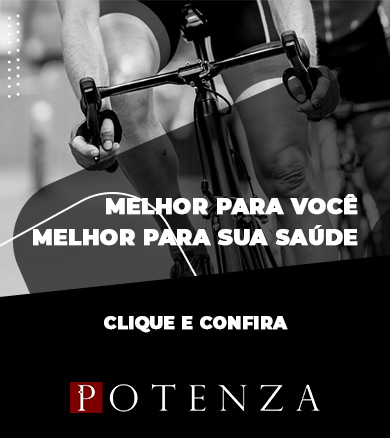 MELHOR PARA VOCÊ
MELHOR PARA SUA SAÚDE
CLIQUE E CONFIRA
POTENZA